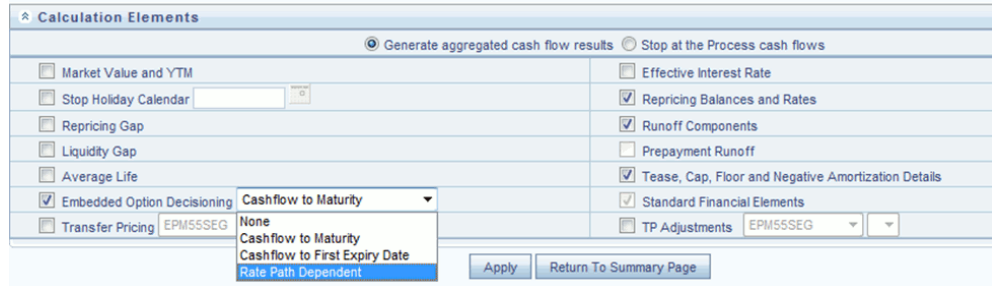 Calculation Elements
Generate aggregated cash flow results Stop at the Process cash flows
Market Value and YTM Effective Interest Rate
Stop Holiday Calendar Repricing Balances and Rates
Repricing Gap Runoff Components
Liquidity Gap Prepayment Runoff
Average Life Tease, Cap, Floor and Negative Amortization Details
Embedded Option Decisioning Cashflow to Maturity Standard Financial Elements
Transfer Pricing EPM55SEG None TP Adjustments EPM55SEG
Cashflow to Maturity
Cashflow to First Expiry Date
Rate Path Dependent
Apply Return To Summary Page